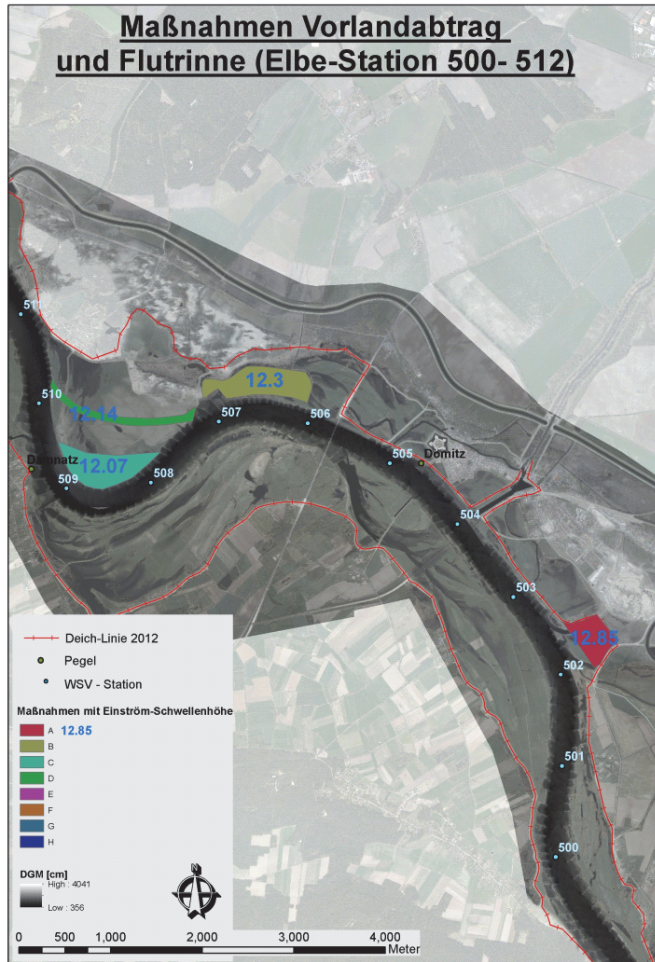 Maßnahmen Vorlandabtrag
und Flutrinne (Elbe-Station 500- 512)
511
510
12.14
12.3
507
506
Damnatz
12.07
509
508
505
Dömitz
504
503
12.85
502
501
500
Deich-Linie 2012
Pegel
WSV - Station
Maßnahmen mit Einström-Schwellenhöhe
A 12.85
B
C
D
E
F
G
H
DGM [cm]
High : 4041
Low : 356
0 500 1,000 2,000 3,000 4,000
Meter